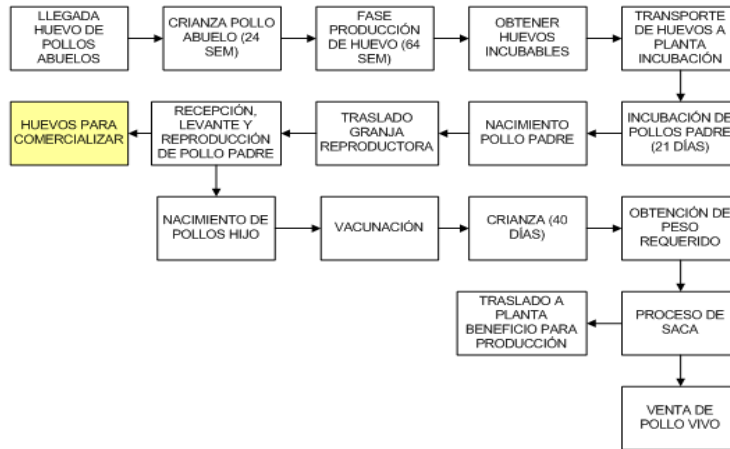 LLEGADA
HUEVO DE
POLLOS
ABUELOS
CRIANZA POLLO
ABUELO (24
SEM)
FASE
PRODUCCIÓN
DE HUEVO (64
SEM)
OBTENER
HUEVOS
INCUBABLES
TRANSPORTE
DE HUEVOS A
PLANTA
INCUBACIÓN
HUEVOS PARA
COMERCIALIZAR
RECEPCIÓN,
LEVANTE Y
REPRODUCCIÓN
DE POLLO PADRE
TRASLADO
GRANJA
REPRODUCTORA
NACIMIENTO
POLLO PADRE
INCUBACIÓN DE
POLLOS PADRE
(21 DÍAS)
NACIMIENTO DE
POLLOS HIJO
VACUNACIÓN
CRIANZA (40
DÍAS)
OBTENCIÓN DE
PESO
REQUERIDO
TRASLADO A
PLANTA
BENEFICIO PARA
PRODUCCIÓN
PROCESO DE
SACA
VENTA DE
POLLO VIVO